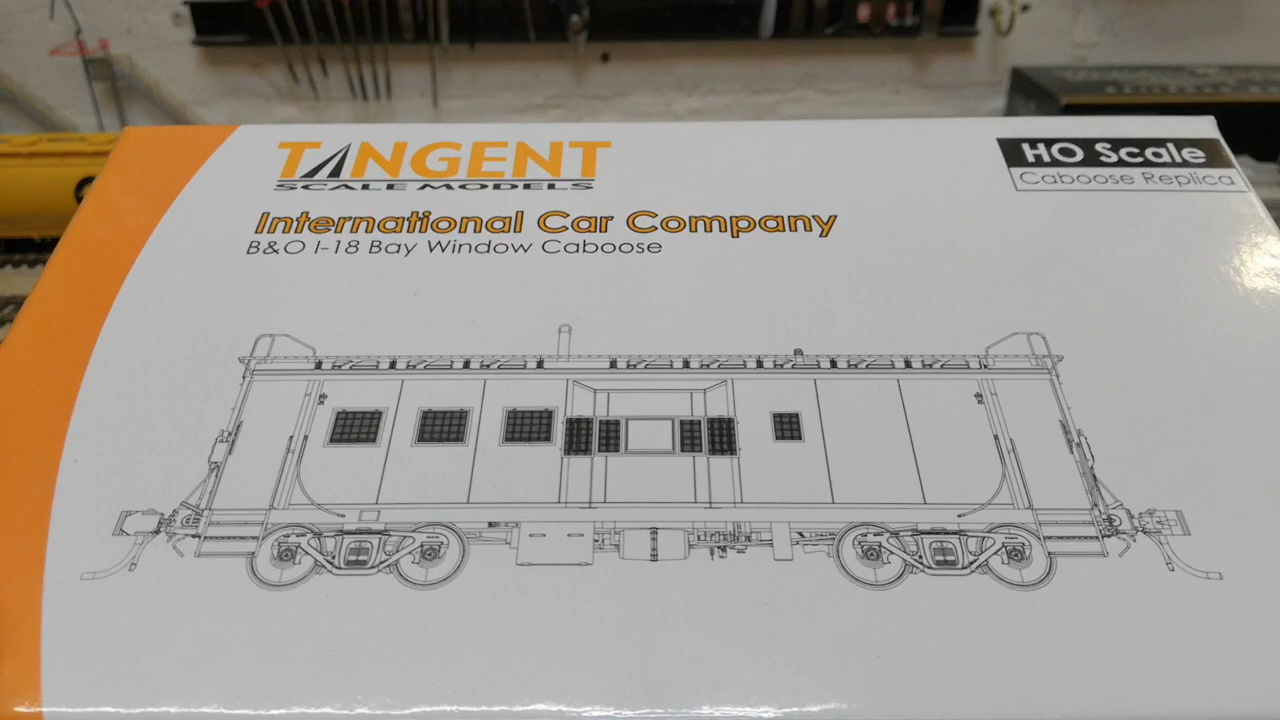 TANGENT
SCALE MODELS
HO Scale
Caboose Replica
International Car Company
B&O I-18 Bay Window Caboose